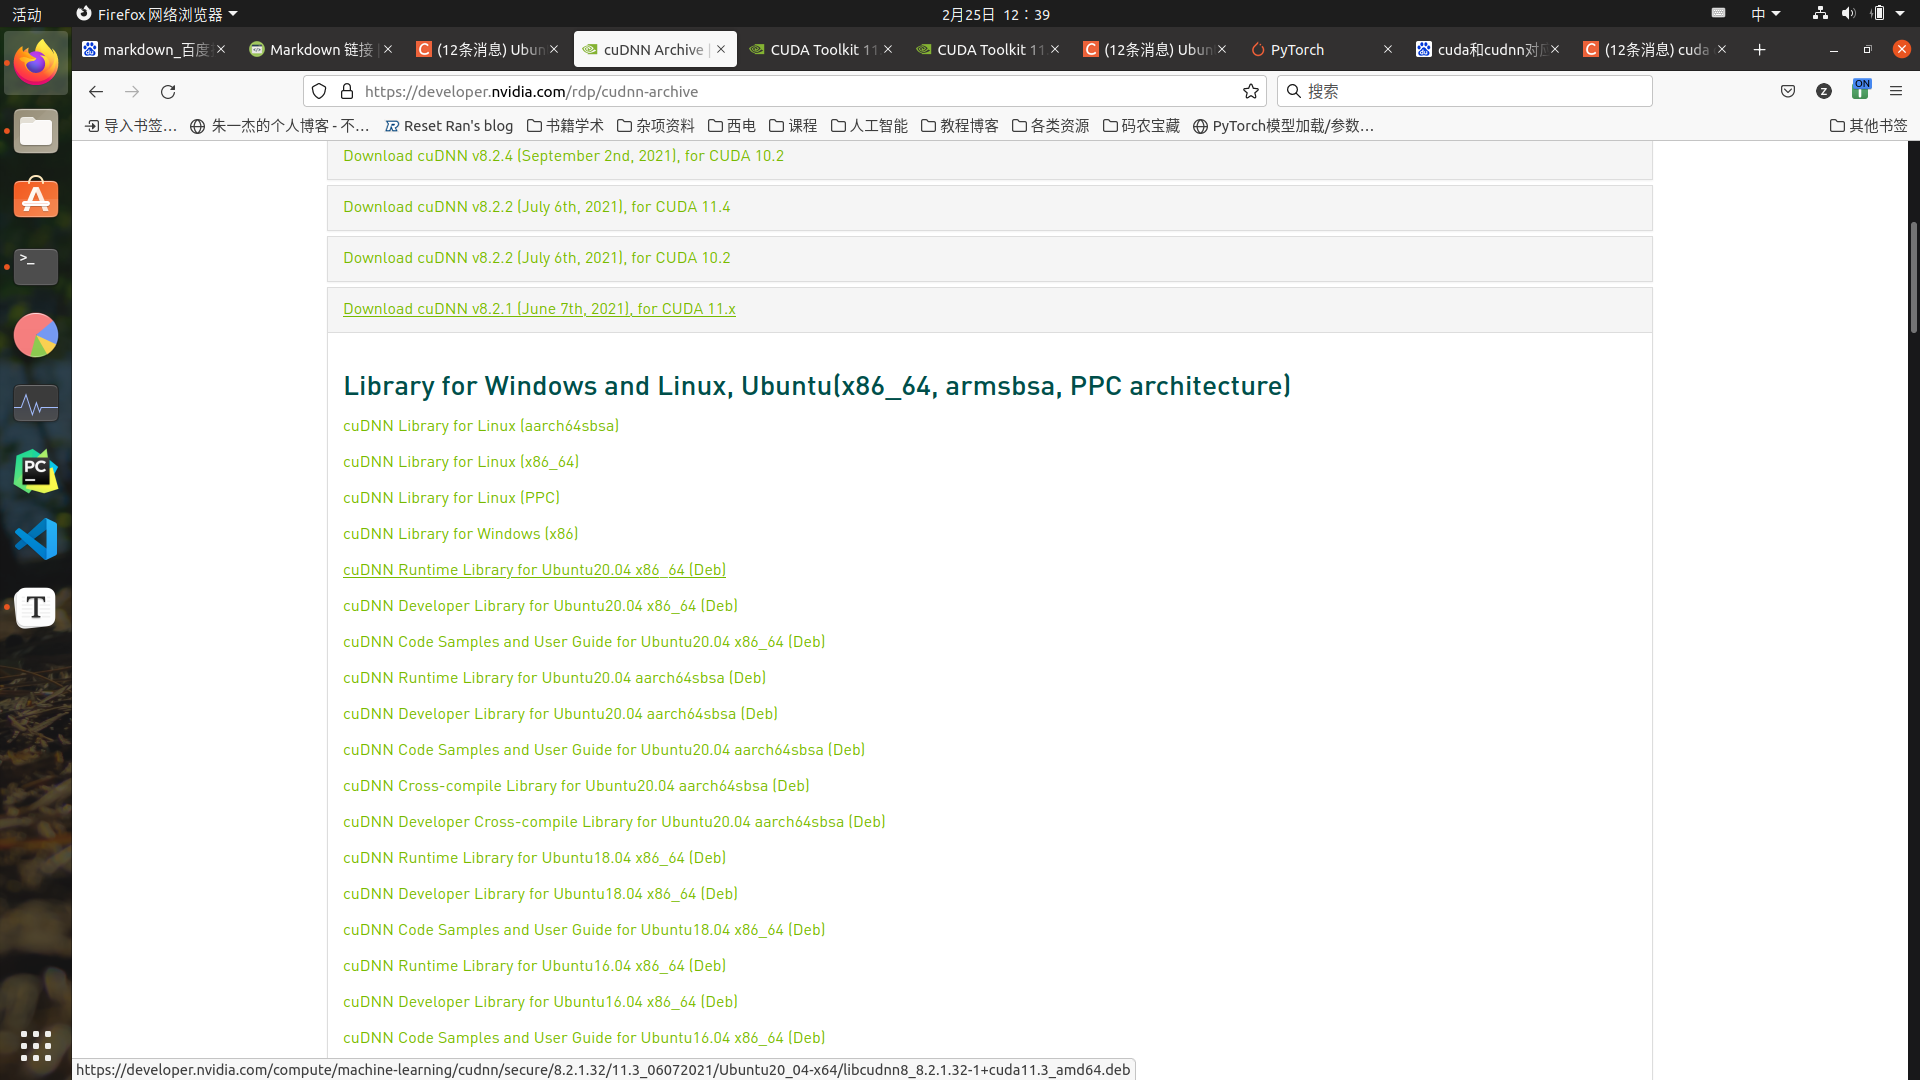 活动 Firefox 网络浏览器 2月25日 12：39 中
markdown_百度 Markdown 链接 (12条消息) Ubun cuDNN Archive | CUDA Toolkit 11. CUDA Toolkit 11. (12条消息) Ubun PyTorch cuda和cudnn对应 (12条消息) cuda
https://developer.nvidia.com/rdp/cudnn-archive 搜索 Z ON
导入书签… 朱一杰的个人博客 - 不… Reset Ran's blog 书籍学术 杂项资料 西电 课程 人工智能 教程博客 各类资源 码农宝藏 PyTorch模型加载/参数… 其他书签
Download cuDNN v8.2.4 (September 2nd, 2021), for CUDA 10.2
Download cuDNN v8.2.2 (July 6th, 2021), for CUDA 11.4
Download cuDNN v8.2.2 (July 6th, 2021), for CUDA 10.2
Download cuDNN v8.2.1 (June 7th, 2021), for CUDA 11.x
Library for Windows and Linux, Ubuntu(x86_64, armsbsa, PPC architecture)
cuDNN Library for Linux (aarch64sbsa)
cuDNN Library for Linux (x86_64)
cuDNN Library for Linux (PPC)
cuDNN Library for Windows (x86)
cuDNN Runtime Library for Ubuntu20.04 x86_64 (Deb)
cuDNN Developer Library for Ubuntu20.04 x86_64 (Deb)
cuDNN Code Samples and User Guide for Ubuntu20.04 x86_64 (Deb)
cuDNN Runtime Library for Ubuntu20.04 aarch64sbsa (Deb)
cuDNN Developer Library for Ubuntu20.04 aarch64sbsa (Deb)
cuDNN Code Samples and User Guide for Ubuntu20.04 aarch64sbsa (Deb)
cuDNN Cross-compile Library for Ubuntu20.04 aarch64sbsa (Deb)
cuDNN Developer Cross-compile Library for Ubuntu20.04 aarch64sbsa (Deb)
cuDNN Runtime Library for Ubuntu18.04 x86_64 (Deb)
cuDNN Developer Library for Ubuntu18.04 x86_64 (Deb)
cuDNN Code Samples and User Guide for Ubuntu18.04 x86_64 (Deb)
cuDNN Runtime Library for Ubuntu16.04 x86_64 (Deb)
cuDNN Developer Library for Ubuntu16.04 x86_64 (Deb)
cuDNN Code Samples and User Guide for Ubuntu16.04 x86_64 (Deb)
https://developer.nvidia.com/compute/machine-learning/cudnn/secure/8.2.1.32/11.3_06072021/Ubuntu20_04-x64/libcudnn8_8.2.1.32-1+cuda11.3_amd64.deb
PC
T